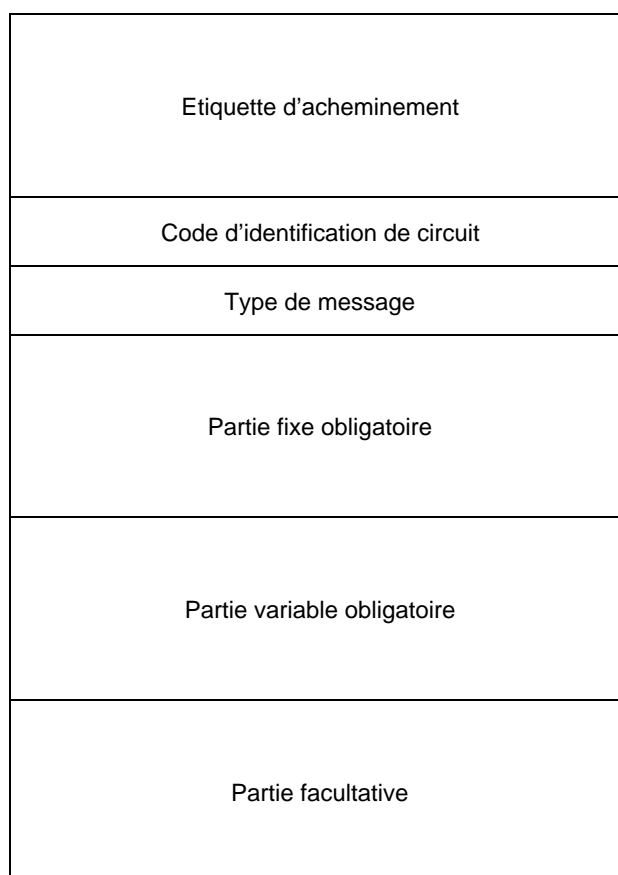 Etiquette d’acheminement
Code d’identification de circuit
Type de message
Partie fixe obligatoire
Partie variable obligatoire
Partie facultative